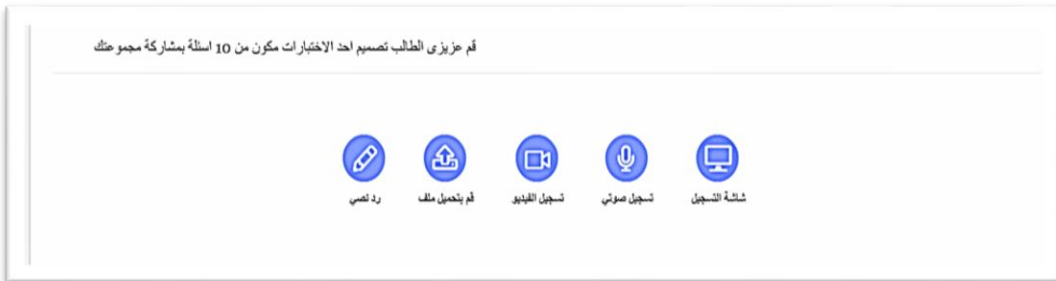 قم عزيزى الطالب تصميم احد الاختبارات مكون من 10 اسئلة بمشاركة مجموعتك
شاشة التسجيل
تسجيل صوتي
تسجيل الفيديو
قم بتحميل ملف
رد نصي